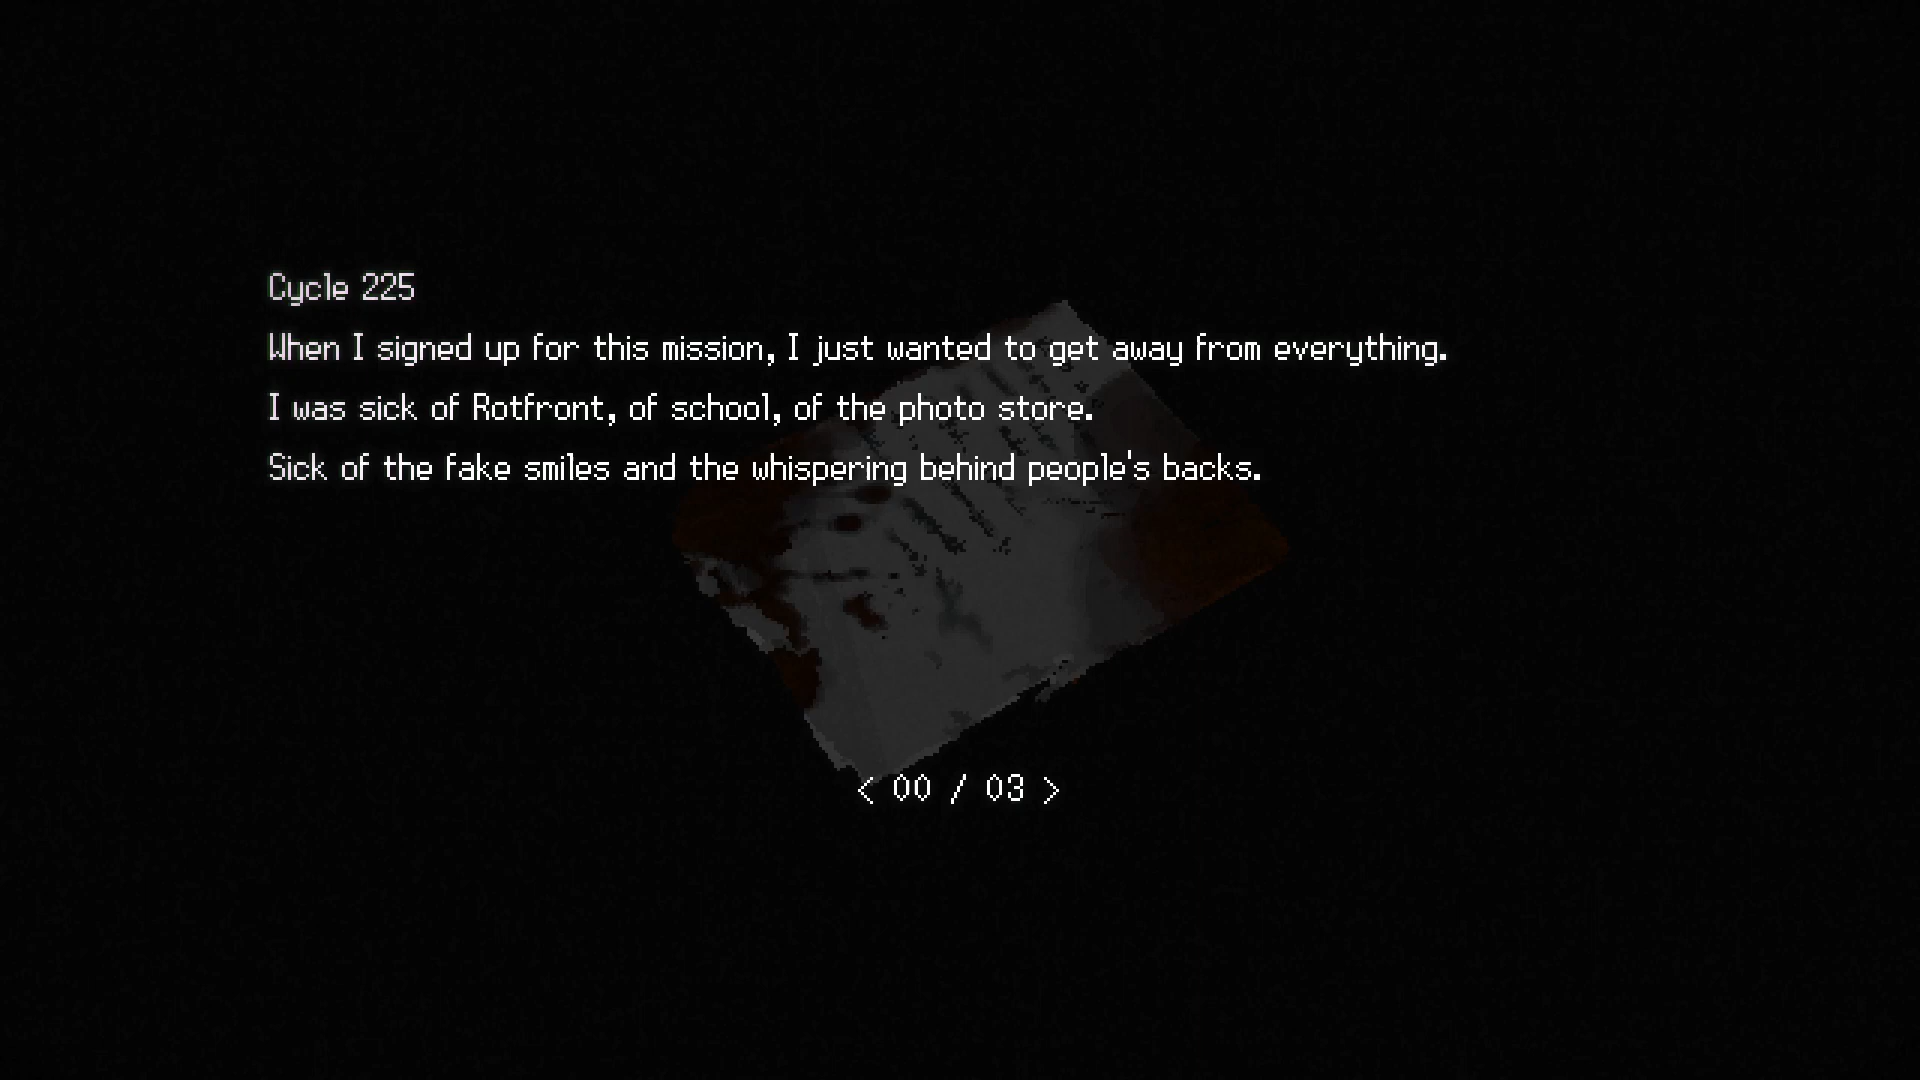 Cycle 225
When I signed up for this mission, I just wanted to get away from everything.
I was sick of Rotfront, of school, of the photo store.
Sick of the fake smiles and the whispering behind people's backs.
< 00 / 03 >